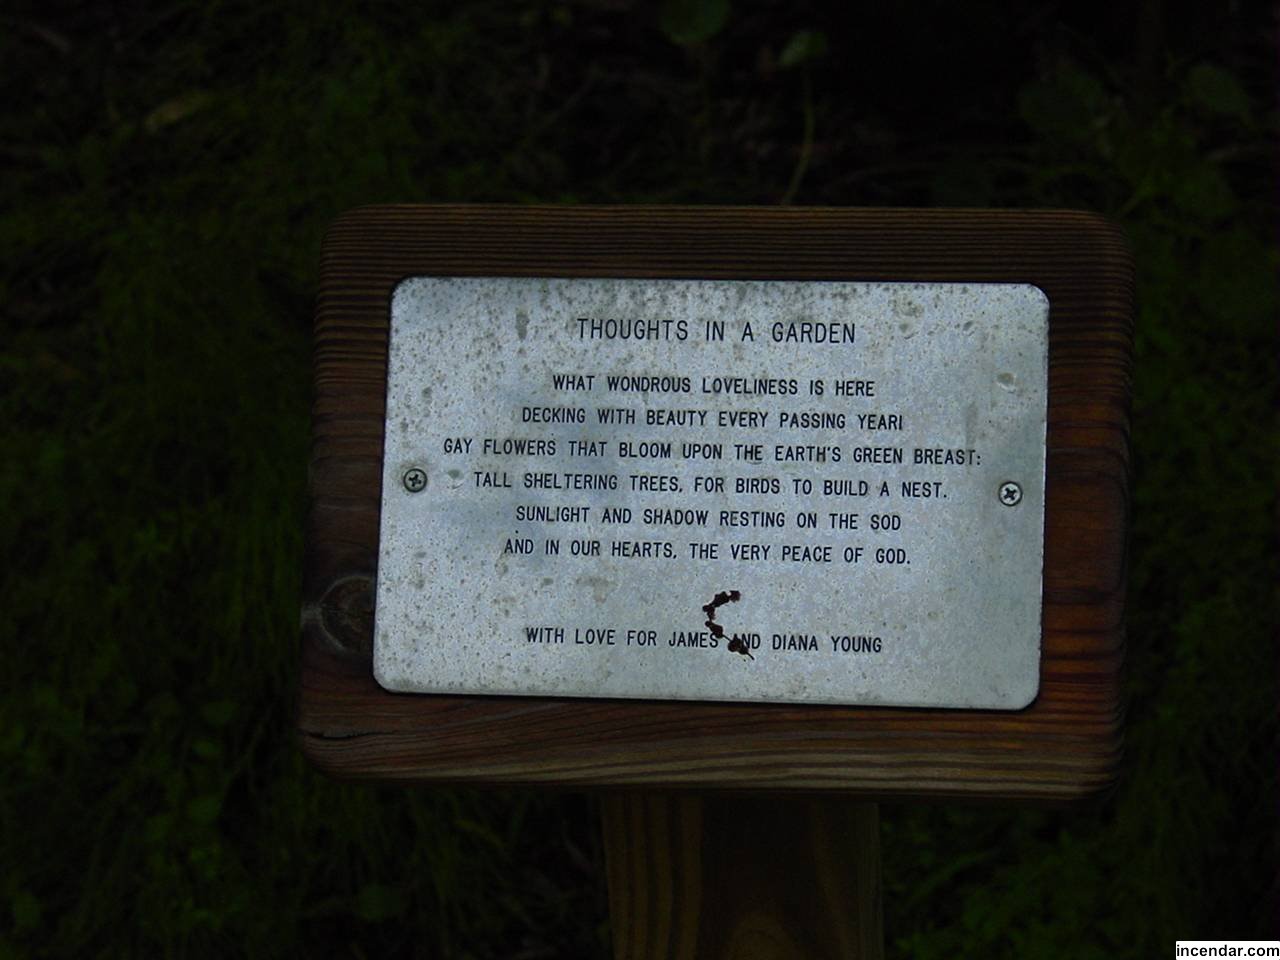 THOUGHTS IN A GARDEN
WHAT WONDROUS LOVELINESS IS HERE
DECKING WITH BEAUTY EVERY PASSING YEAR!
GAY FLOWERS THAT BLOOM UPON THE EARTH'S GREEN BREAST:
TALL SHELTERING TREES, FOR BIRDS TO BUILD A NEST.
SUNLIGHT AND SHADOW RESTING ON THE SOD
AND IN OUR HEARTS, THE VERY PEACE OF GOD.
WITH LOVE FOR JAMES AND DIANA YOUNG
incendar.com